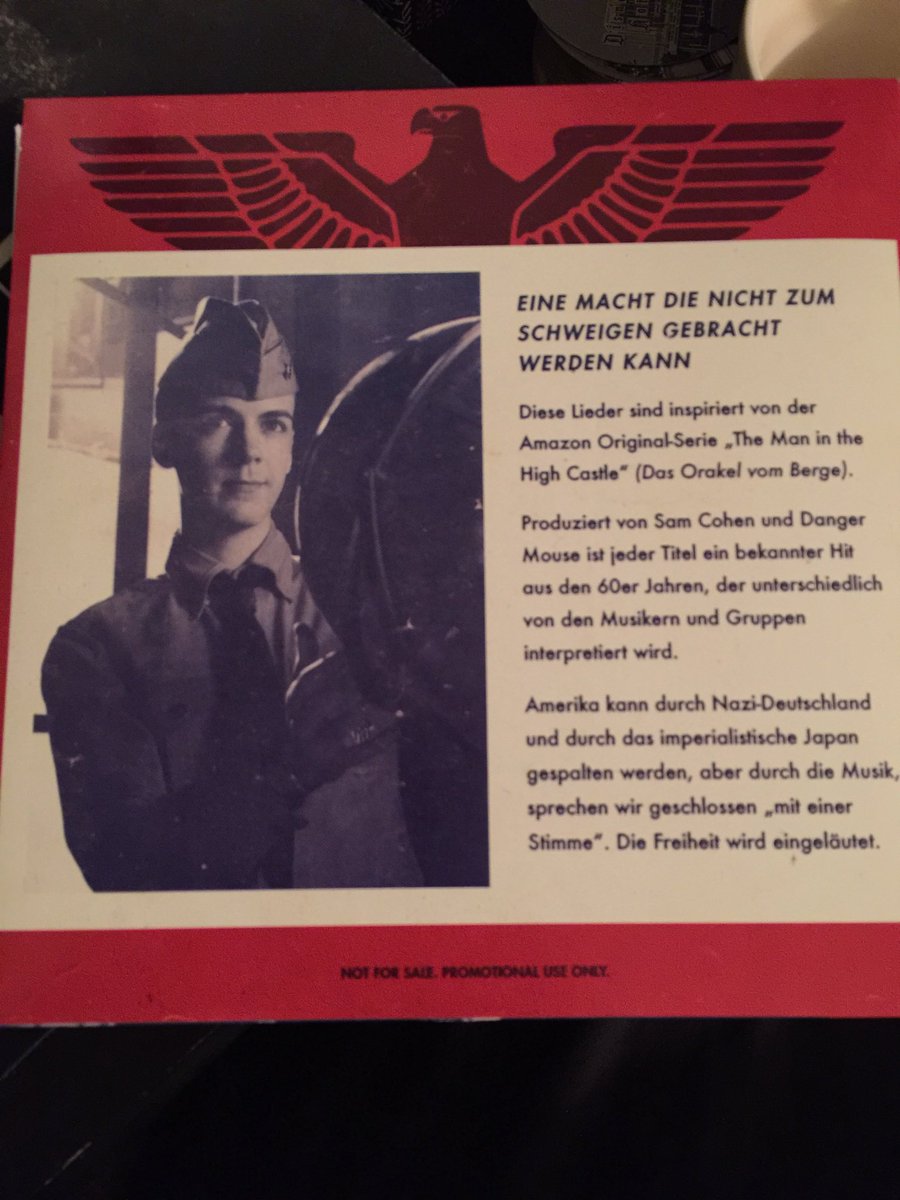 EINE MACHT DIE NICHT ZUM
SCHWEIGEN GEBRACHT
WERDEN KANN
Diese Lieder sind inspiriert von der
Amazon Original-Serie „The Man in the
High Castle“ (Das Orakel vom Berge).
Produziert von Sam Cohen und Danger
Mouse ist jeder Titel ein bekannter Hit
aus den 60er Jahren, der unterschiedlich
von den Musikern und Gruppen
interpretiert wird.
Amerika kann durch Nazi-Deutschland
und durch das imperialistische Japan
gespalten werden, aber durch die Musik,
sprechen wir geschlossen „mit einer
Stimme“. Die Freiheit wird eingeläutet.
NOT FOR SALE. PROMOTIONAL USE ONLY.